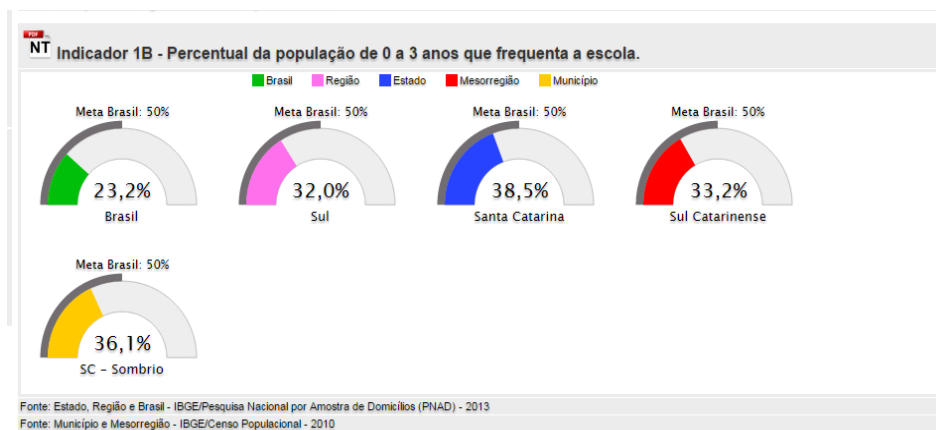 PDF
NT
Indicador 1B - Percentual da população de 0 a 3 anos que frequenta a escola.
Brasil Região Estado Mesorregião Município
Meta Brasil: 50% Meta Brasil: 50% Meta Brasil: 50% Meta Brasil: 50%
23,2% 32,0% 38,5% 33,2%
Brasil Sul Santa Catarina Sul Catarinense
Meta Brasil: 50%
36,1%
SC - Sombrio
Fonte: Estado, Região e Brasil - IBGE/Pesquisa Nacional por Amostra de Domicílios (PNAD) - 2013
Fonte: Município e Mesorregião - IBGE/Censo Populacional - 2010